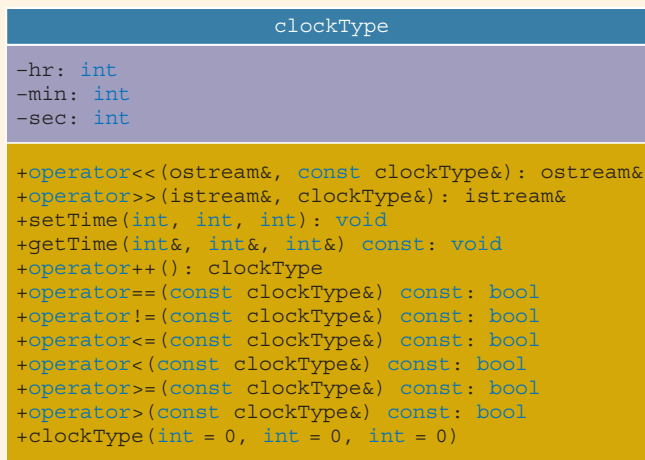 clockType
-hr: int
-min: int
-sec: int
+operator<<(ostream&, const clockType&): ostream&
+operator>>(istream&, clockType&): istream&
+setTime(int, int, int): void
+getTime(int&, int&, int&) const: void
+operator++(): clockType
+operator==(const clockType&) const: bool
+operator!=(const clockType&) const: bool
+operator<=(const clockType&) const: bool
+operator<(const clockType&) const: bool
+operator>=(const clockType&) const: bool
+operator>(const clockType&) const: bool
+clockType(int = 0, int = 0, int = 0)